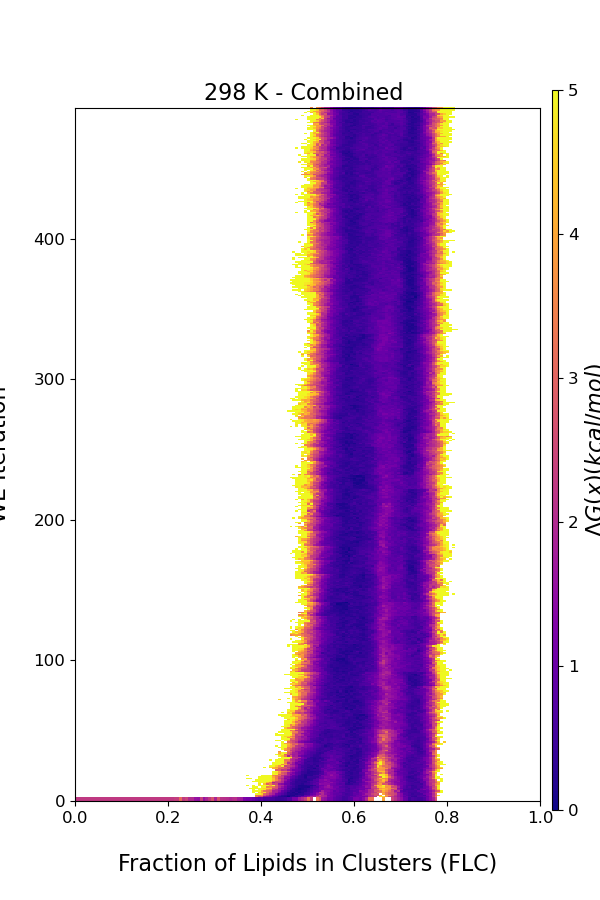 298 K - Combined
5
4
3
2
1
0
ΔG(x)(kcal/mol)
400
300
200
100
0
0.0 0.2 0.4 0.6 0.8 1.0
Fraction of Lipids in Clusters (FLC)